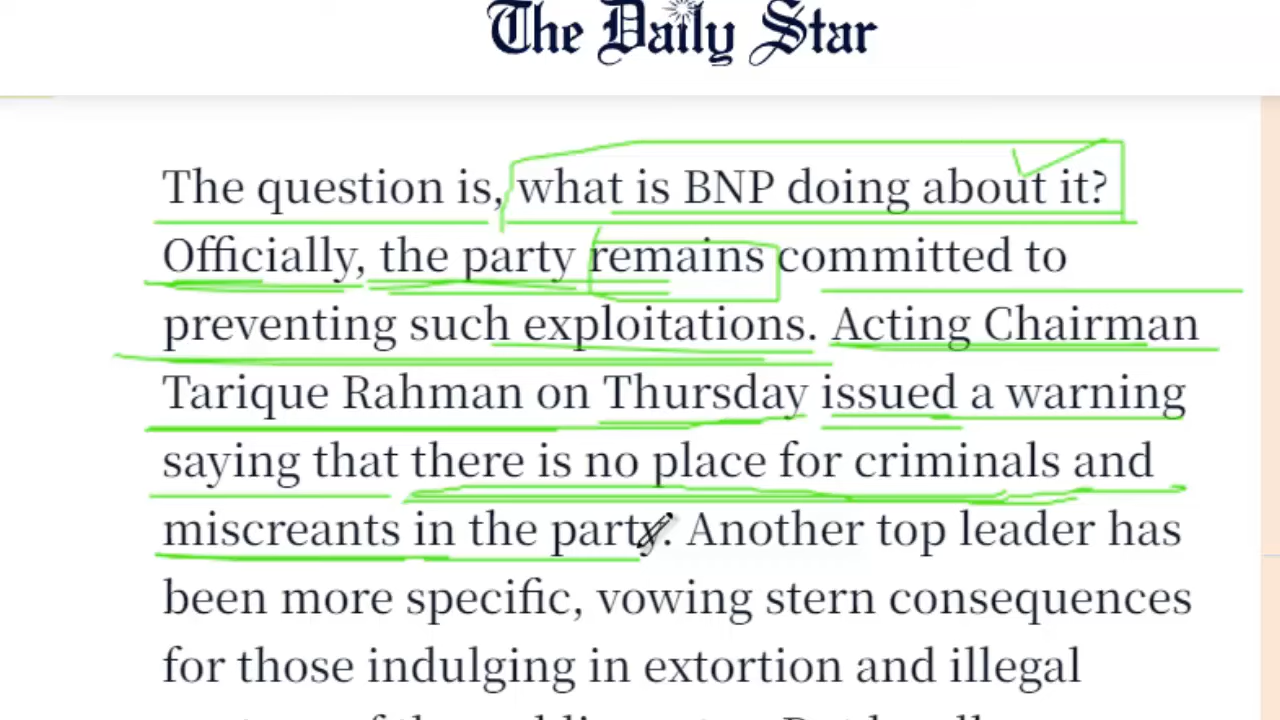 The Daily Star
The question is, what is BNP doing about it?
Officially, the party remains committed to
preventing such exploitations. Acting Chairman
Tarique Rahman on Thursday issued a warning
saying that there is no place for criminals and
miscreants in the party. Another top leader has
been more specific, vowing stern consequences
for those indulging in extortion and illegal